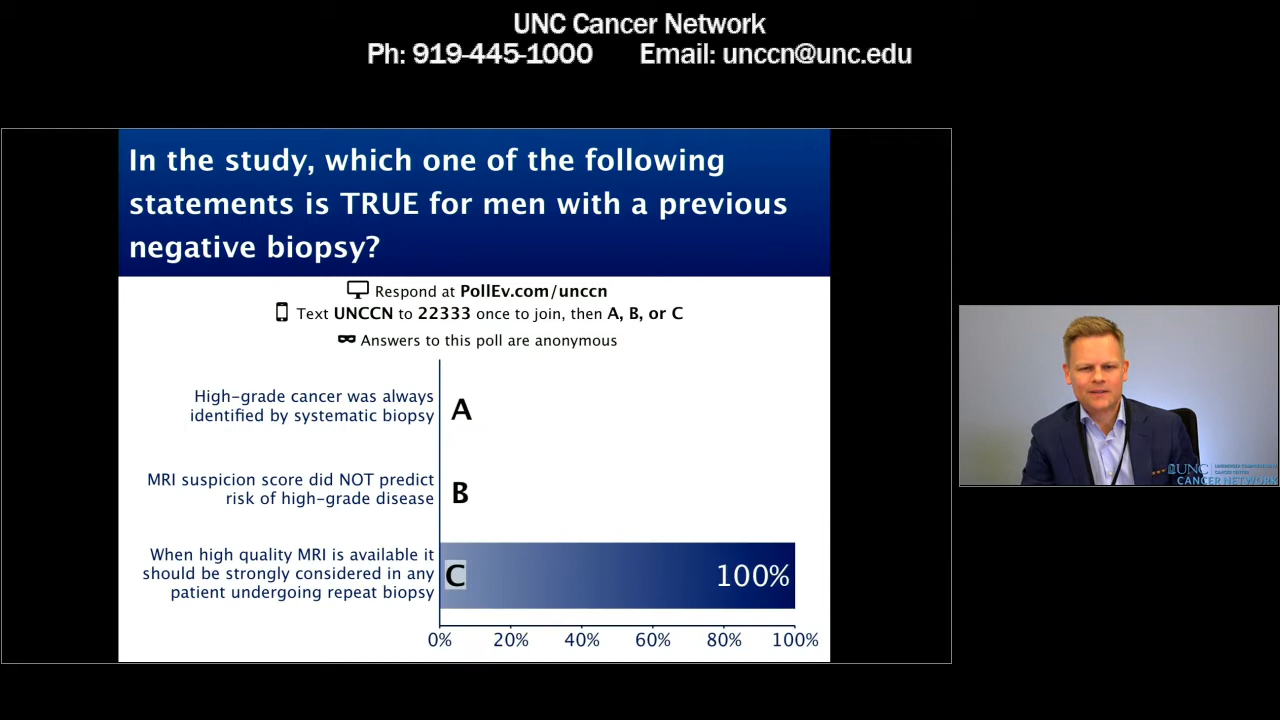 UNC Cancer Network
Ph: 919-445-1000 Email: unccn@unc.edu
In the study, which one of the following
statements is TRUE for men with a previous
negative biopsy?
Respond at PollEv.com/unccn
Text UNCCN to 22333 once to join, then A, B, or C
Answers to this poll are anonymous
High-grade cancer was always
identified by systematic biopsy
A
MRI suspicion score did NOT predict
risk of high-grade disease
B
When high quality MRI is available it
should be strongly considered in any
patient undergoing repeat biopsy
C
100%
0% 20% 40% 60% 80% 100%
UNC
CANCER NETWORK